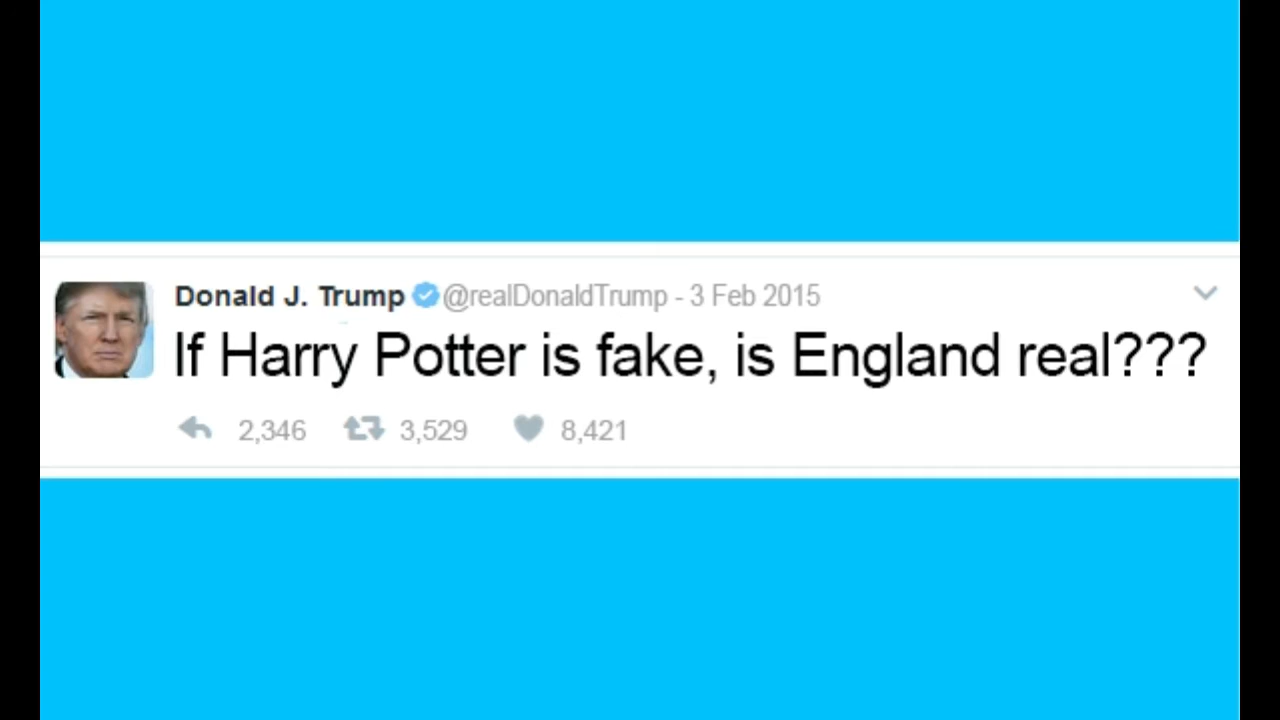 Donald J. Trump @realDonaldTrump - 3 Feb 2015
If Harry Potter is fake, is England real???
2,346 3,529 8,421